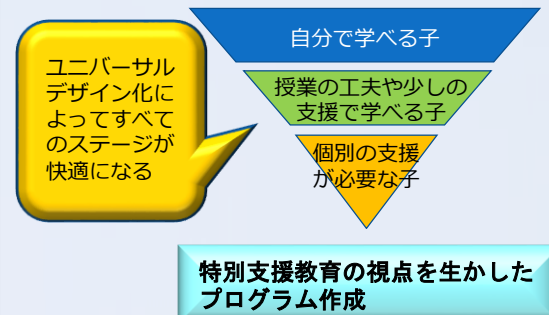 ユニバーサル
デザイン化に
よってすべて
のステージが
快適になる
自分で学べる子
授業の工夫や少しの
支援で学べる子
個別の支援
が必要な子
特別支援教育の視点を生かした
プログラム作成